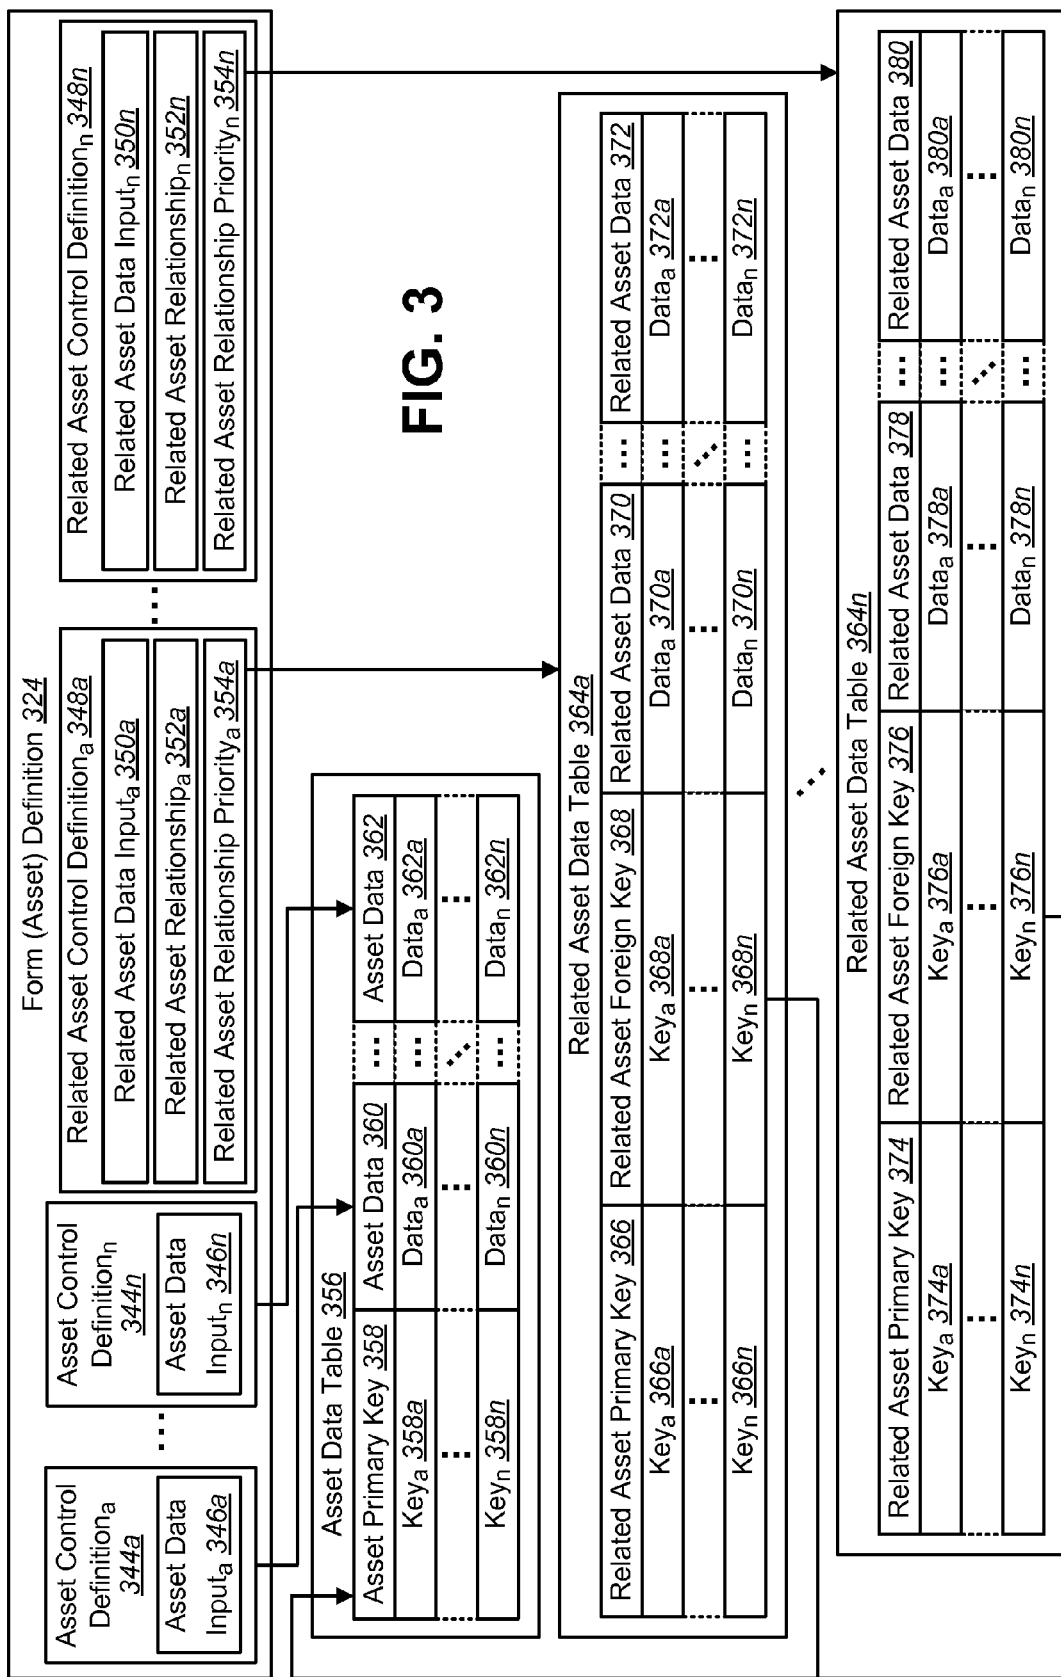 Form (Asset) Definition 324
Asset Control
Definitionₐ
344a
Asset Data
Inputₐ 346a
...
Asset Control
Definitionₙ
344n
Asset Data
Inputₙ 346n
Related Asset Control Definitionₐ 348a
Related Asset Data Inputₐ 350a
Related Asset Relationshipₐ 352a
Related Asset Relationship Priorityₐ 354a
...
Related Asset Control Definitionₙ 348n
Related Asset Data Inputₙ 350n
Related Asset Relationshipₙ 352n
Related Asset Relationship Priorityₙ 354n
Asset Data Table 356
Asset Primary Key 358 Asset Data 360 ... Asset Data 362
Keyₐ 358a Dataₐ 360a ... Dataₐ 362a
... ... ...
Keyₙ 358n Dataₙ 360n ... Dataₙ 362n
FIG. 3
Related Asset Data Table 364a
Related Asset Primary Key 366 Related Asset Foreign Key 368 Related Asset Data 370 ... Related Asset Data 372
Keyₐ 366a Keyₐ 368a Dataₐ 370a ... Dataₐ 372a
... ... ... ...
Keyₙ 366n Keyₙ 368n Dataₙ 370n ... Dataₙ 372n
Related Asset Data Table 364n
Related Asset Primary Key 374 Related Asset Foreign Key 376 Related Asset Data 378 ... Related Asset Data 380
Keyₐ 374a Keyₐ 376a Dataₐ 378a ... Dataₐ 380a
... ... ... ...
Keyₙ 374n Keyₙ 376n Dataₙ 378n ... Dataₙ 380n